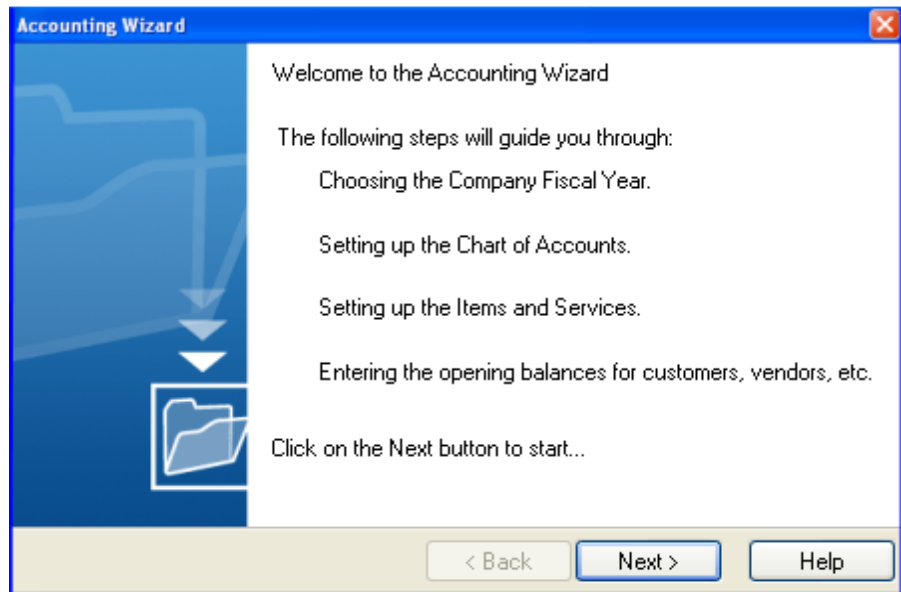 Accounting Wizard
Welcome to the Accounting Wizard
The following steps will guide you through:
Choosing the Company Fiscal Year.
Setting up the Chart of Accounts.
Setting up the Items and Services.
Entering the opening balances for customers, vendors, etc.
Click on the Next button to start...
< Back
Next >
Help